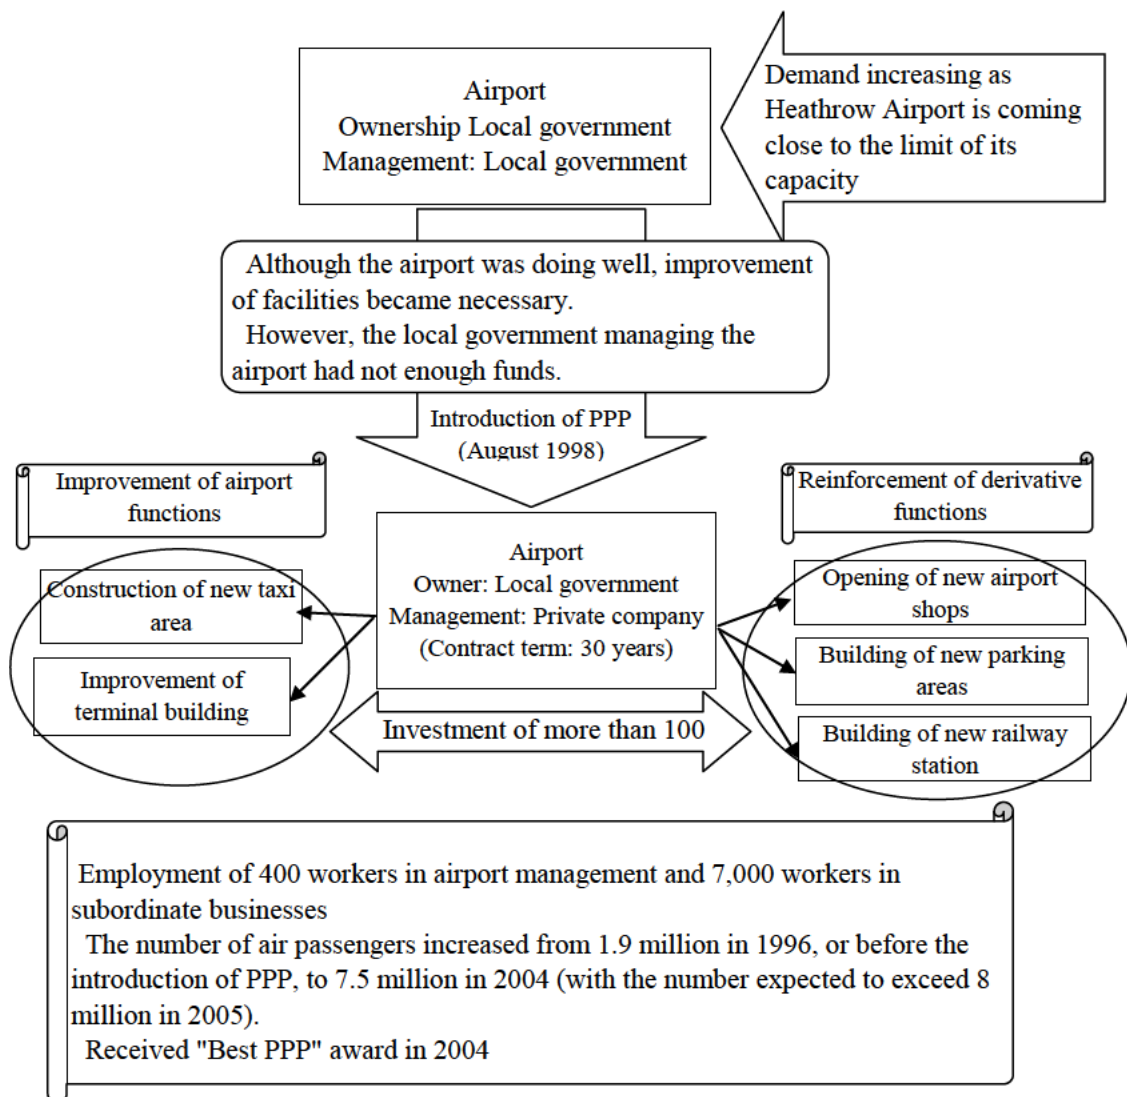 Airport
Ownership Local government
Management: Local government
Demand increasing as
Heathrow Airport is coming
close to the limit of its
capacity
Although the airport was doing well, improvement
of facilities became necessary.
However, the local government managing the
airport had not enough funds.
Introduction of PPP
(August 1998)
Improvement of airport
functions
Reinforcement of derivative
functions
Construction of new taxi
area
Improvement of
terminal building
Airport
Owner: Local government
Management: Private company
(Contract term: 30 years)
Opening of new airport
shops
Building of new parking
areas
Building of new railway
station
Investment of more than 100
Employment of 400 workers in airport management and 7,000 workers in
subordinate businesses
The number of air passengers increased from 1.9 million in 1996, or before the
introduction of PPP, to 7.5 million in 2004 (with the number expected to exceed 8
million in 2005).
Received "Best PPP" award in 2004